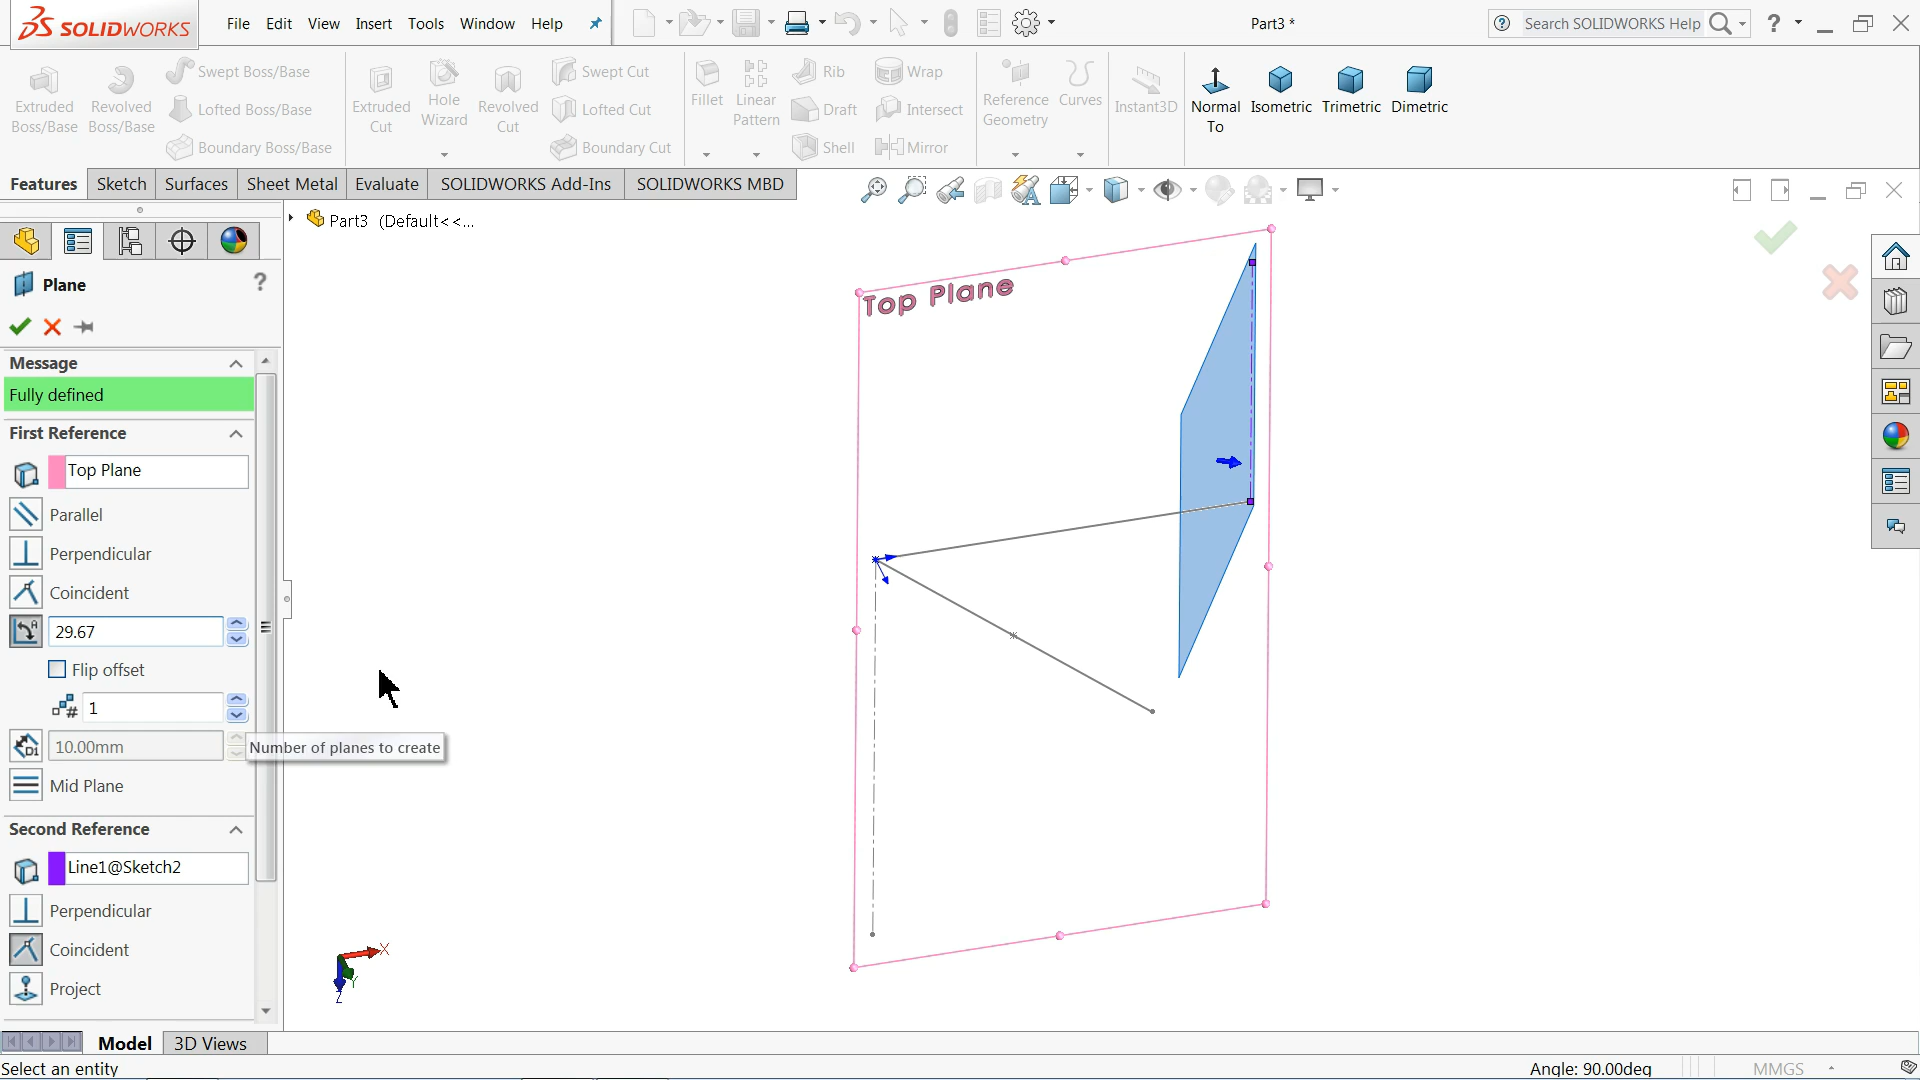 SOLIDWORKS File Edit View Insert Tools Window Help Part3 * Search SOLIDWORKS Help ?
Extruded Boss/Base
Revolved Boss/Base
Swept Boss/Base
Lofted Boss/Base
Boundary Boss/Base
Extruded Cut
Hole Wizard
Revolved Cut
Swept Cut
Lofted Cut
Boundary Cut
Fillet
Linear Pattern
Rib
Draft
Shell
Wrap
Intersect
Mirror
Reference Geometry
Curves
Instant3D
Normal To
Isometric
Trimetric
Dimetric
Features Sketch Surfaces Sheet Metal Evaluate SOLIDWORKS Add-Ins SOLIDWORKS MBD
Part3 (Default<<...
Plane ?
Message
Fully defined
First Reference
Top Plane
Parallel
Perpendicular
Coincident
29.67
Flip offset
# 1
D1 10.00mm
Number of planes to create
Mid Plane
Second Reference
Line1@Sketch2
Perpendicular
Coincident
Project
Top Plane
X
Y
Z
Model 3D Views
Select an entity Angle: 90.00deg MMGS